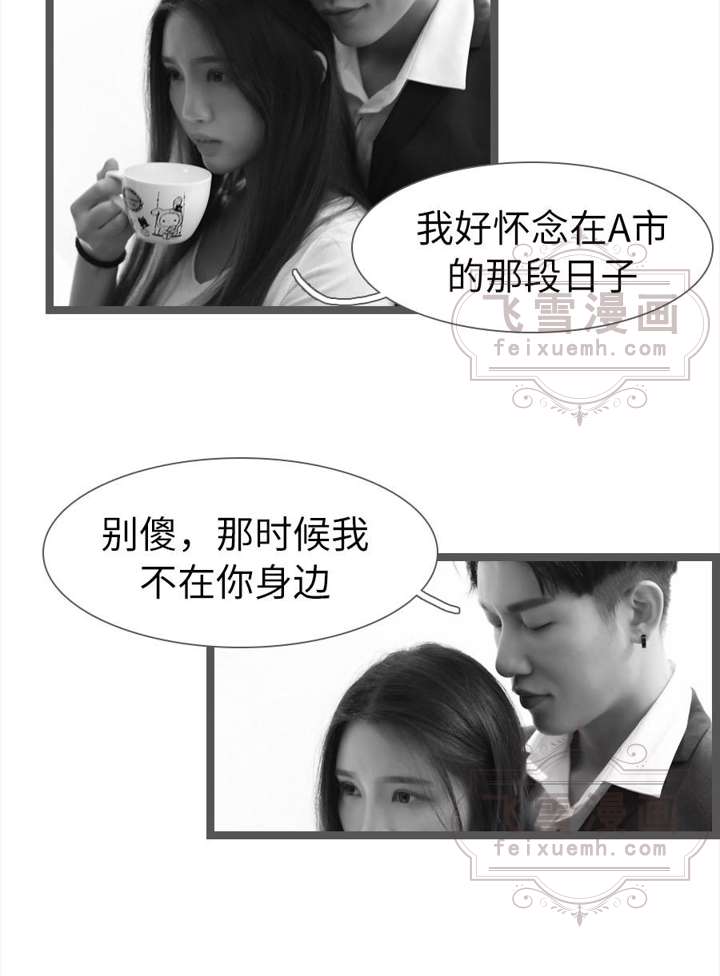 我好怀念在A市
的那段日子
飞雪漫画
feixuemh.com
别傻，那时候我
不在你身边
飞雪漫画
feixuemh.com